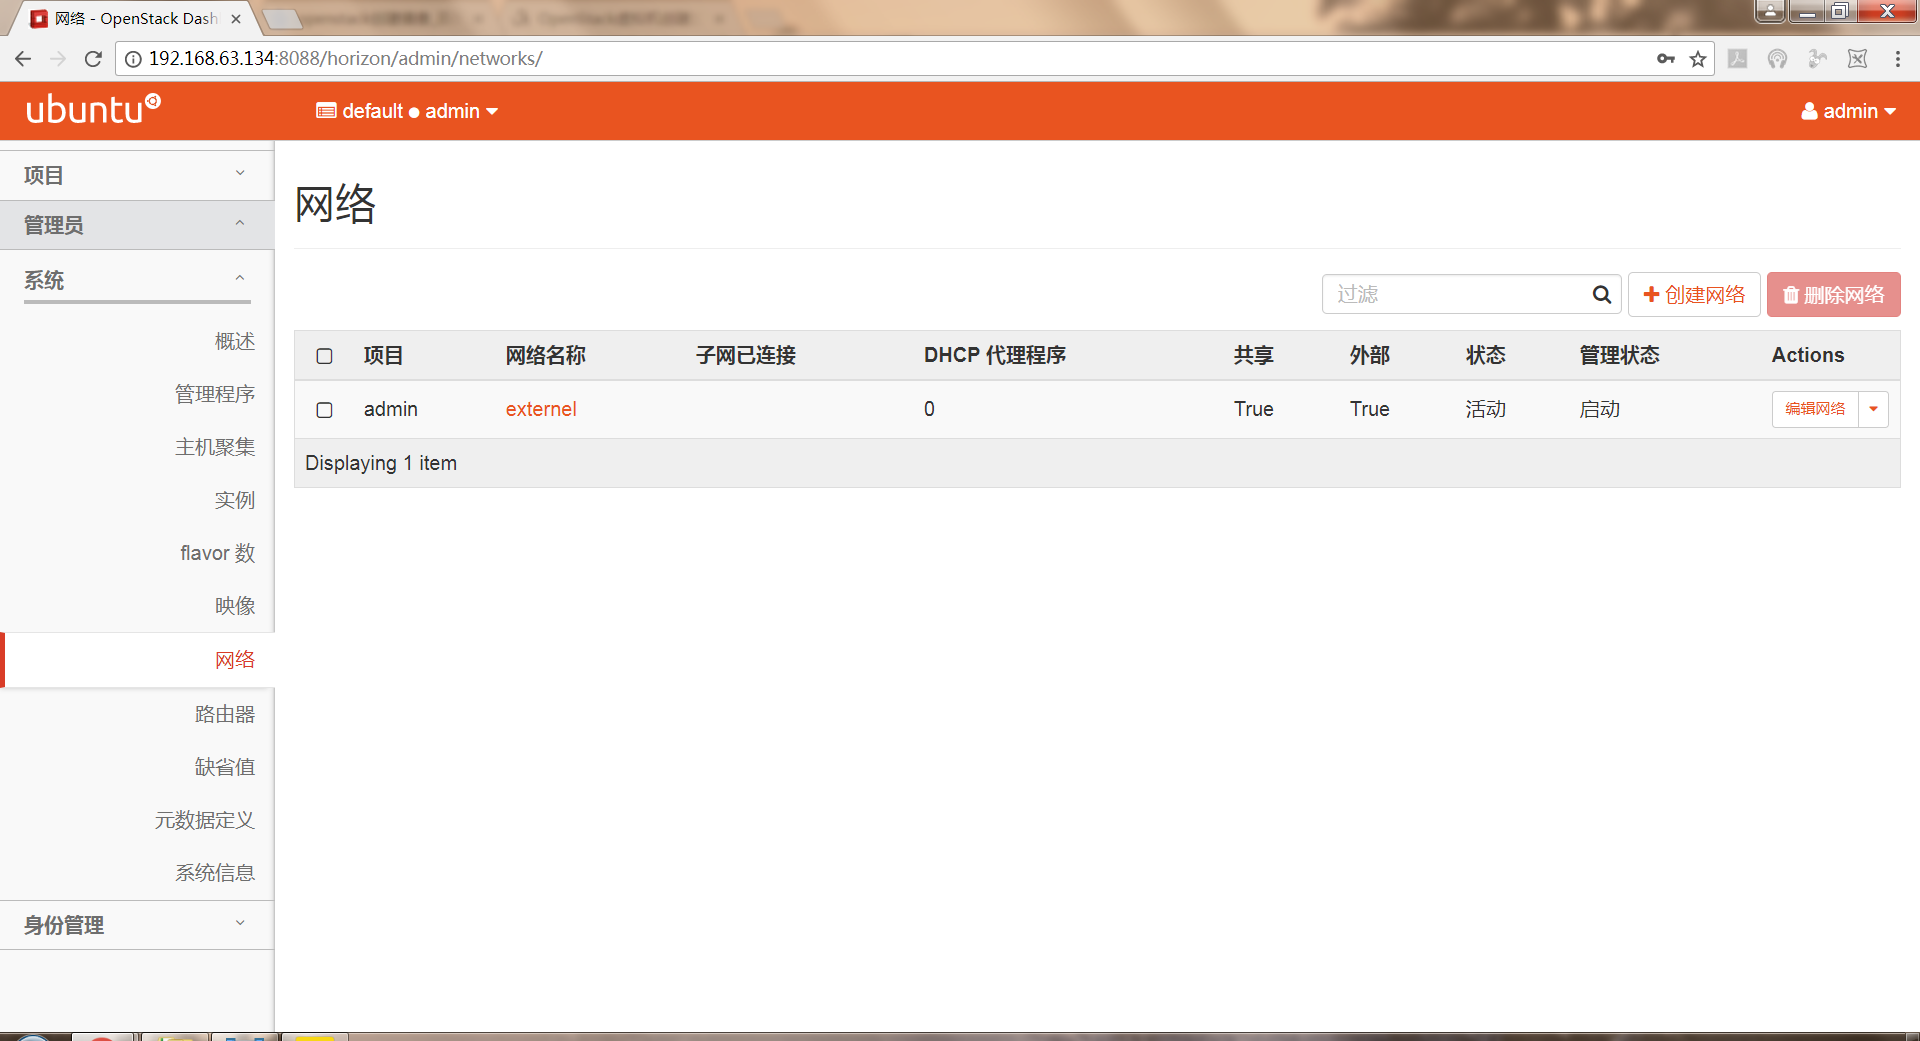 网络 - OpenStack Dash
192.168.63.134:8088/horizon/admin/networks/
ubuntu
default ● admin
admin
项目
管理员
系统
概述
管理程序
主机聚集
实例
flavor 数
映像
网络
路由器
缺省值
元数据定义
系统信息
身份管理
网络
过滤
创建网络
删除网络
项目 网络名称 子网已连接 DHCP 代理程序 共享 外部 状态 管理状态 Actions
admin externel 0 True True 活动 启动 编辑网络
Displaying 1 item